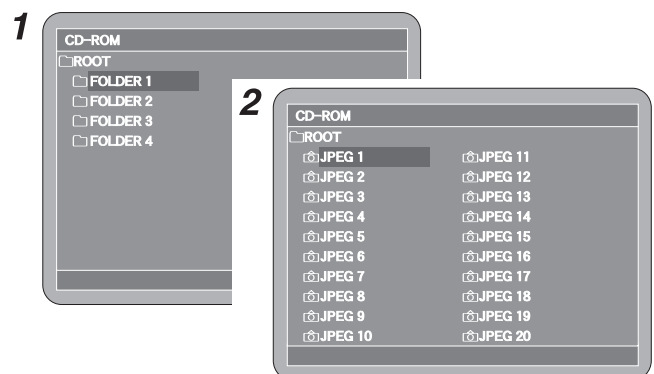 1
CD-ROM
ROOT
FOLDER 1
FOLDER 2
FOLDER 3
FOLDER 4
2
CD-ROM
ROOT
JPEG 1
JPEG 2
JPEG 3
JPEG 4
JPEG 5
JPEG 6
JPEG 7
JPEG 8
JPEG 9
JPEG 10
JPEG 11
JPEG 12
JPEG 13
JPEG 14
JPEG 15
JPEG 16
JPEG 17
JPEG 18
JPEG 19
JPEG 20